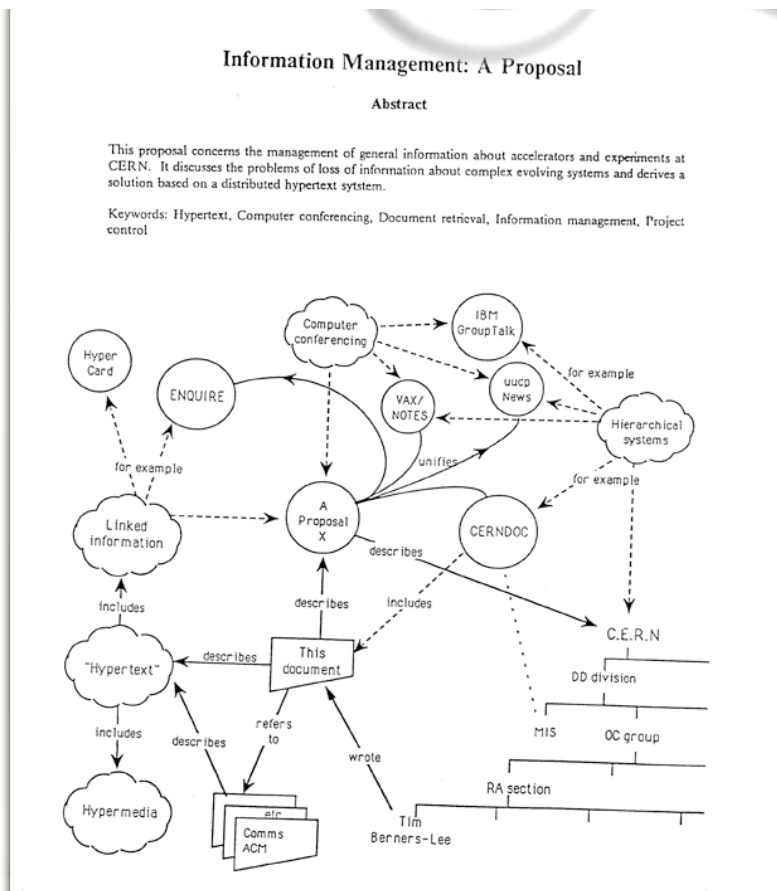 Information Management: A Proposal
Abstract
This proposal concerns the management of general information about accelerators and experiments at
CERN. It discusses the problems of loss of information about complex evolving systems and derives a
solution based on a distributed hypertext sytstem.
Keywords: Hypertext, Computer conferencing, Document retrieval, Information management, Project
control
IBM
GroupTalk
Computer
conferencing
Hyper
Card
for example
uucp
News
ENQUIRE
VAX/
NOTES
Hierarchical
systems
unifies
for example
for example
A
Proposal
X
Linked
information
CERNDOC
describes
includes
describes
includes
C.E.R.N
This
document
describes
"Hypertext"
DD division
refers
to
includes
describes
MIS
OC group
wrote
RA section
Hypermedia
etc
Tim
Berners-Lee
Comms
ACM